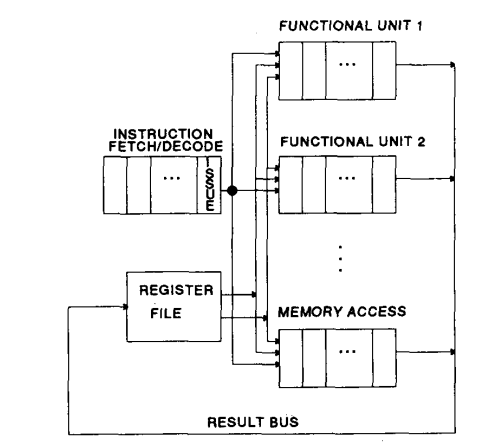 FUNCTIONAL UNIT 1
...
INSTRUCTION
FETCH/DECODE
FUNCTIONAL UNIT 2
...
ISSUE
...
REGISTER
FILE
MEMORY ACCESS
...
RESULT BUS